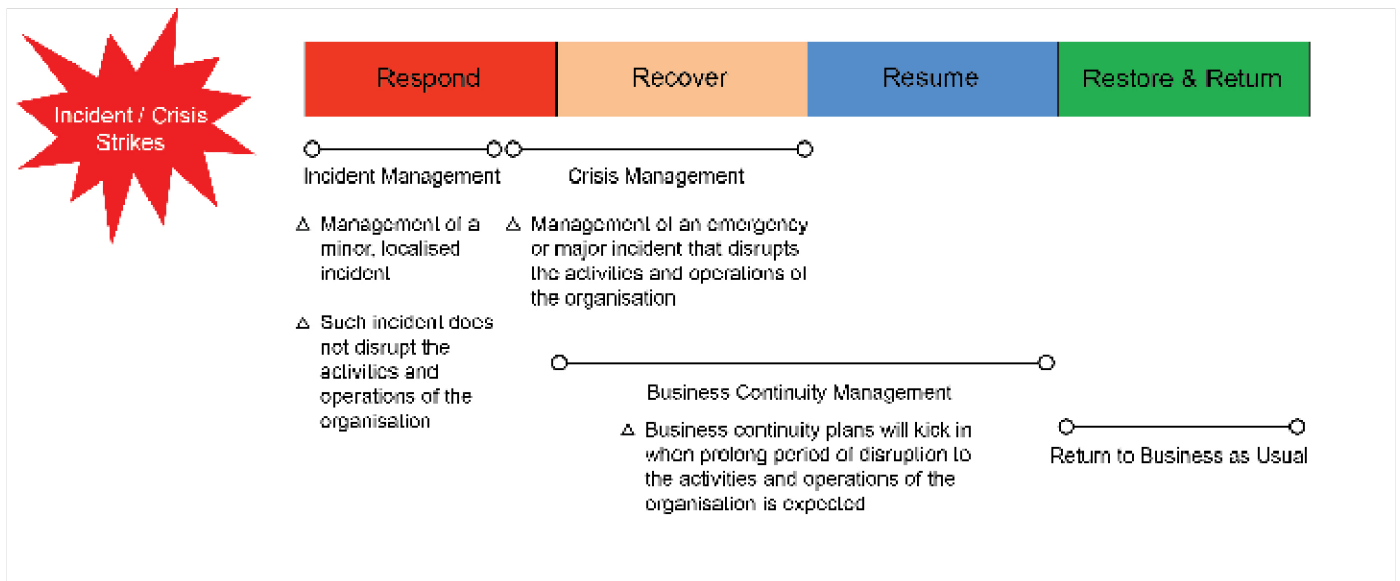 Incident / Crisis
Strikes
Respond
Recover
Resume
Restore & Return
Incident Management
Crisis Management
△ Management of a
minor, localised
incident
△ Such incident does
not disrupt the
activities and
operations of the
organisation
△ Management of an emergency
or major incident that disrupts
the activities and operations of
the organisation
Business Continuity Management
△ Business continuity plans will kick in
when prolong period of disruption to
the activities and operations of the
organisation is expected
Return to Business as Usual